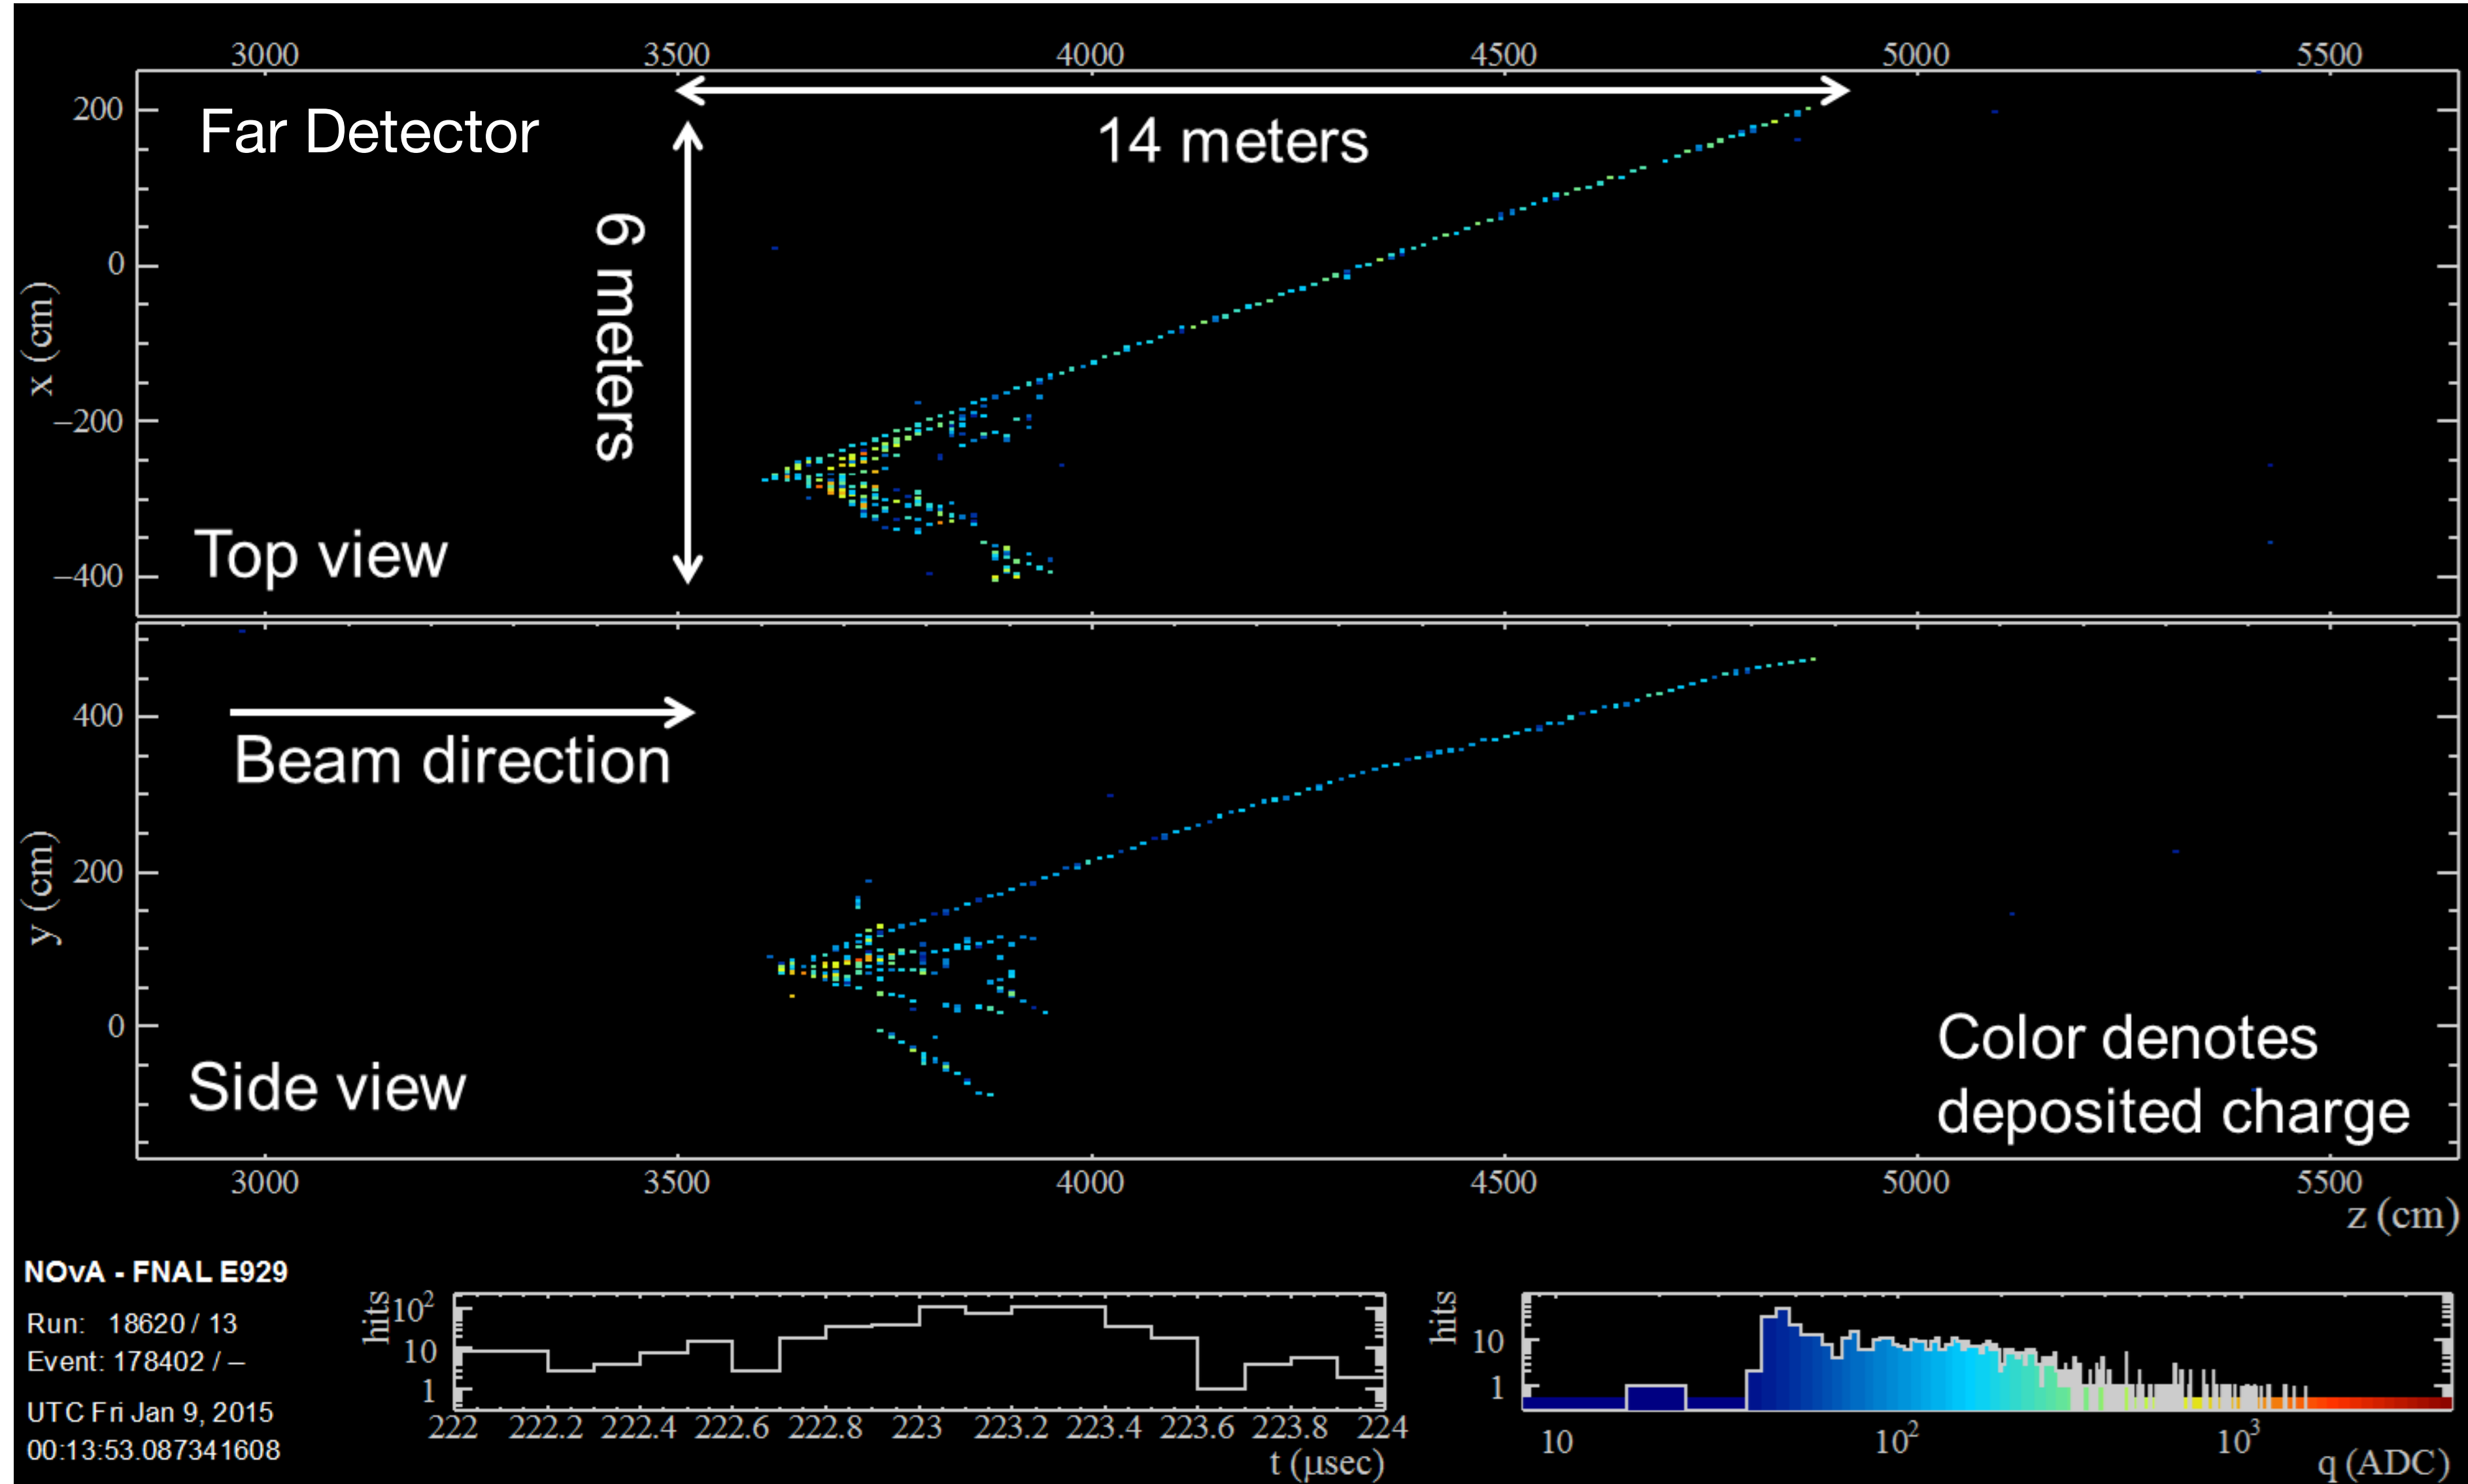 3000 3500 4000 4500 5000 5500
Far Detector
14 meters
6 meters
Top view
200
0
−200
−400
x (cm)
Beam direction
Side view
Color denotes
deposited charge
400
200
0
y (cm)
3000 3500 4000 4500 5000 5500
z (cm)
NOvA - FNAL E929
Run: 18620 / 13
Event: 178402 / –
UTC Fri Jan 9, 2015
00:13:53.087341608
hits
10²
10
1
222 222.2 222.4 222.6 222.8 223 223.2 223.4 223.6 223.8 224
t (μsec)
hits
10
1
10 10² 10³
q (ADC)